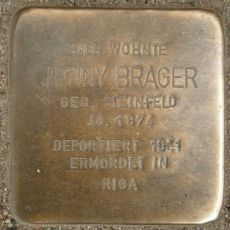 HIER WOHNTE
JENNY BRAGER
GEB. STEINFELD
JG. 1874
DEPORTIERT 1941
ERMORDET IN
RIGA